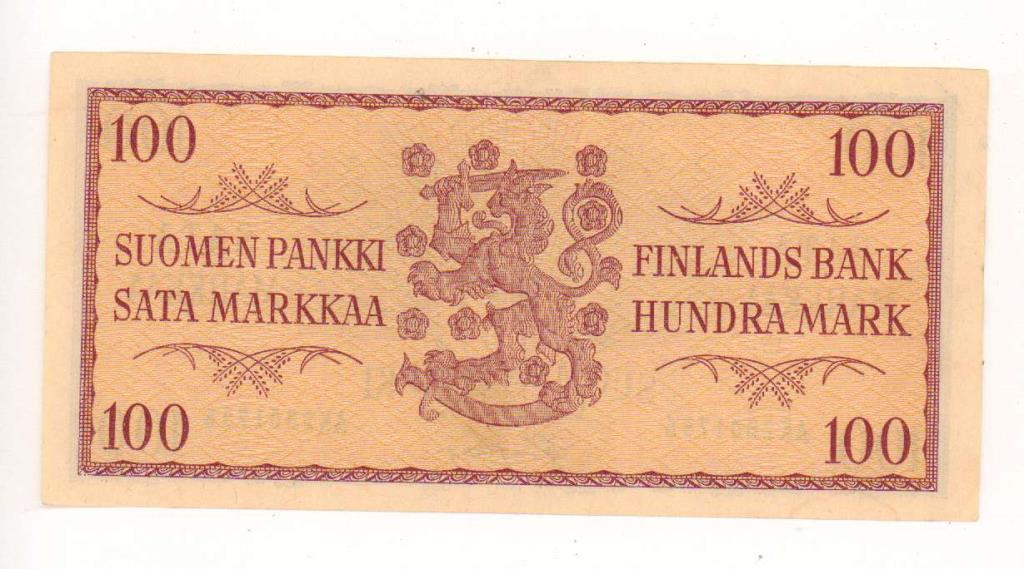 100
100
SUOMEN PANKKI
SATA MARKKAA
FINLANDS BANK
HUNDRA MARK
100
100